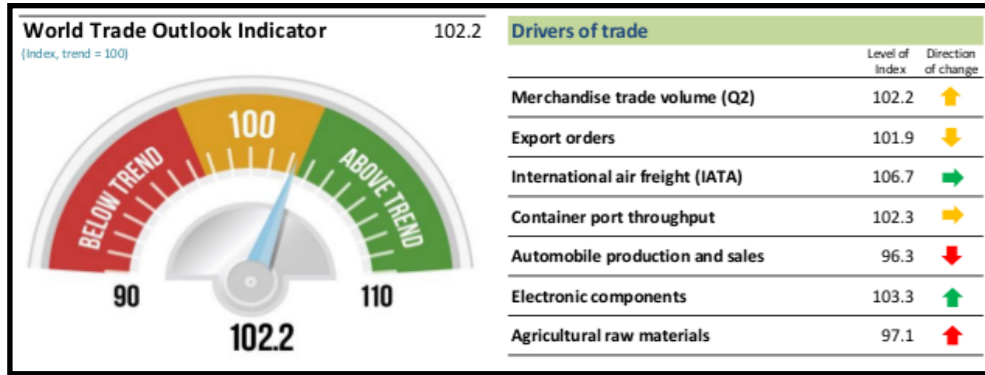 World Trade Outlook Indicator 102.2
(Index, trend = 100)
BELOW TREND
100
ABOVE TREND
90
110
102.2
Drivers of trade
Level of Index Direction of change
Merchandise trade volume (Q2) 102.2
Export orders 101.9
International air freight (IATA) 106.7
Container port throughput 102.3
Automobile production and sales 96.3
Electronic components 103.3
Agricultural raw materials 97.1